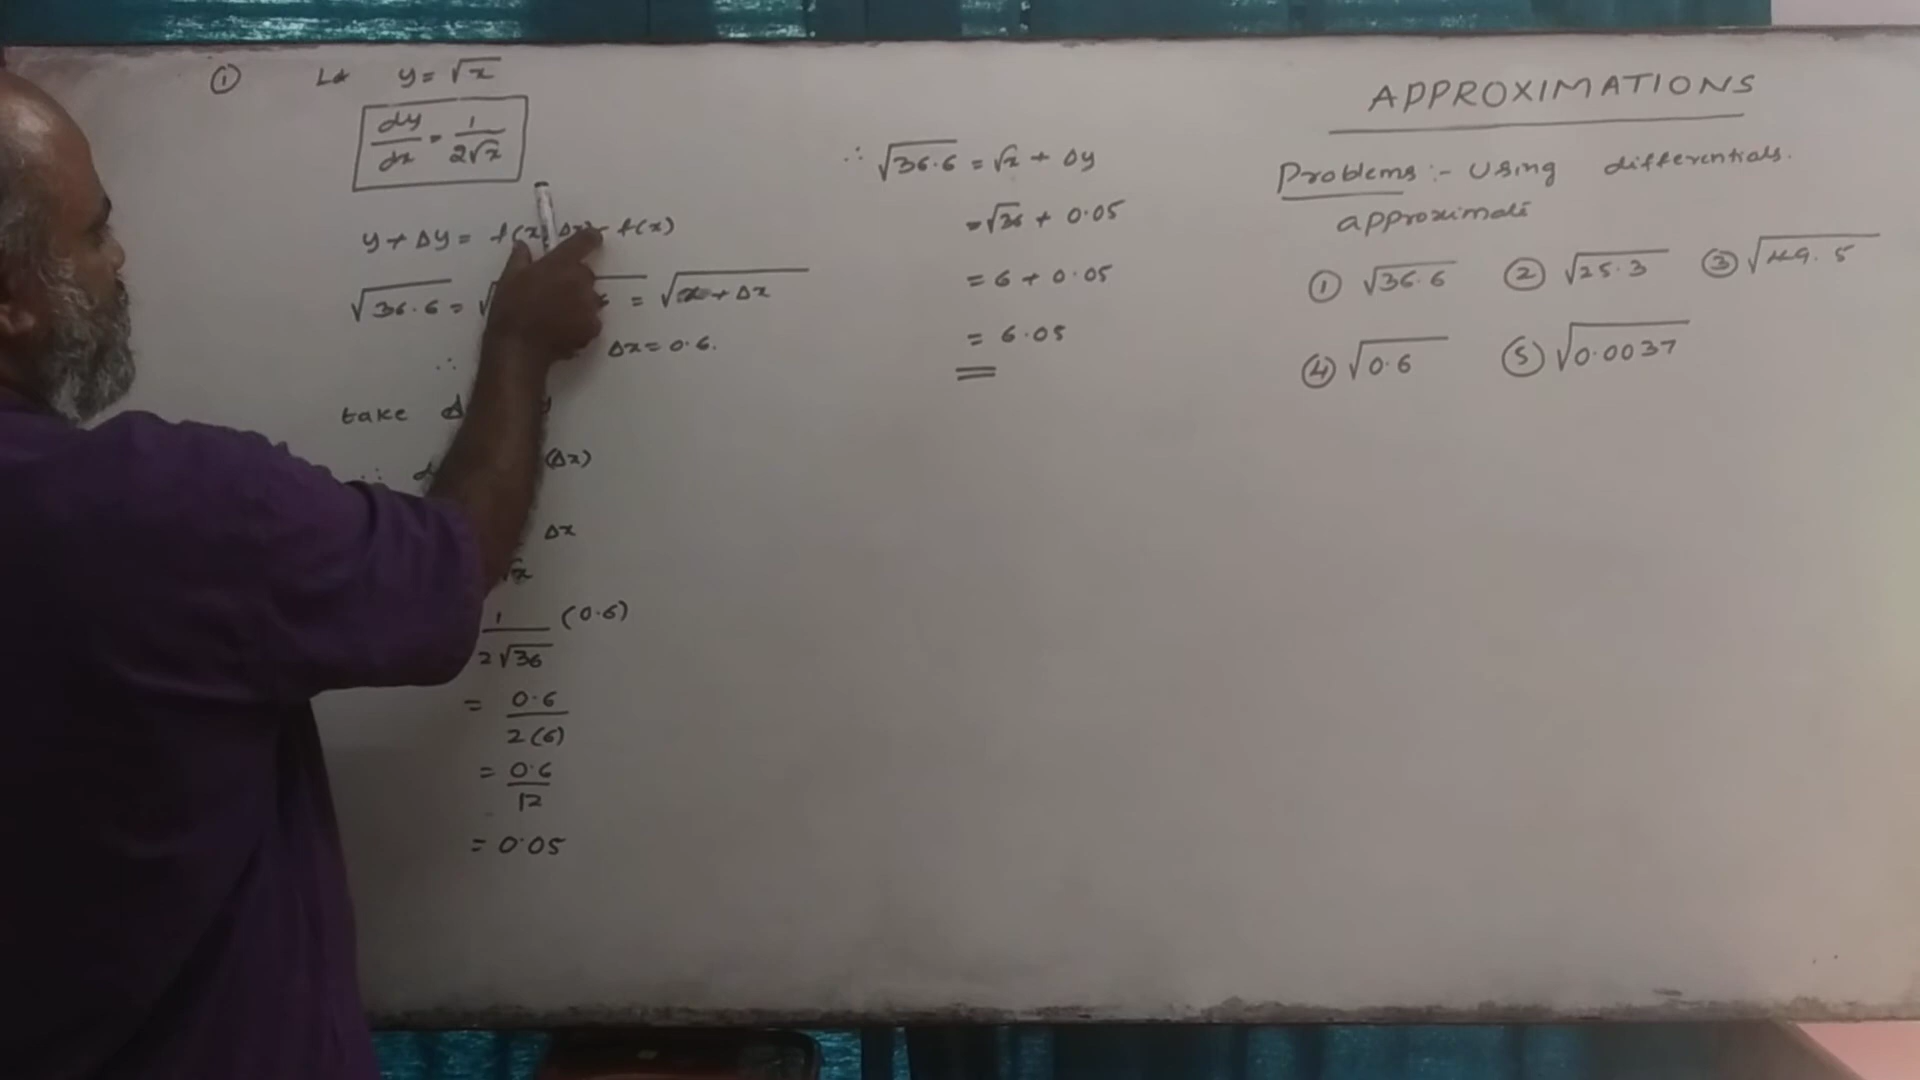 ① Let y = √x
dy/dx = 1/(2√x)
y + Δy = f(x Δx) - f(x)
√36.6 = √ = √x + Δx
∴ Δx = 0.6.
take
∴ (Δx)
Δx
√x
1/(2√36) (0.6)
= 0.6/2(6)
= 0.6/12
= 0.05
∴ √36.6 = √x + Δy
= √36 + 0.05
= 6 + 0.05
= 6.05
APPROXIMATIONS
Problems :- Using differentials.
approximate
① √36.6 ② √25.3 ③ √49.5
④ √0.6 ⑤ √0.0037